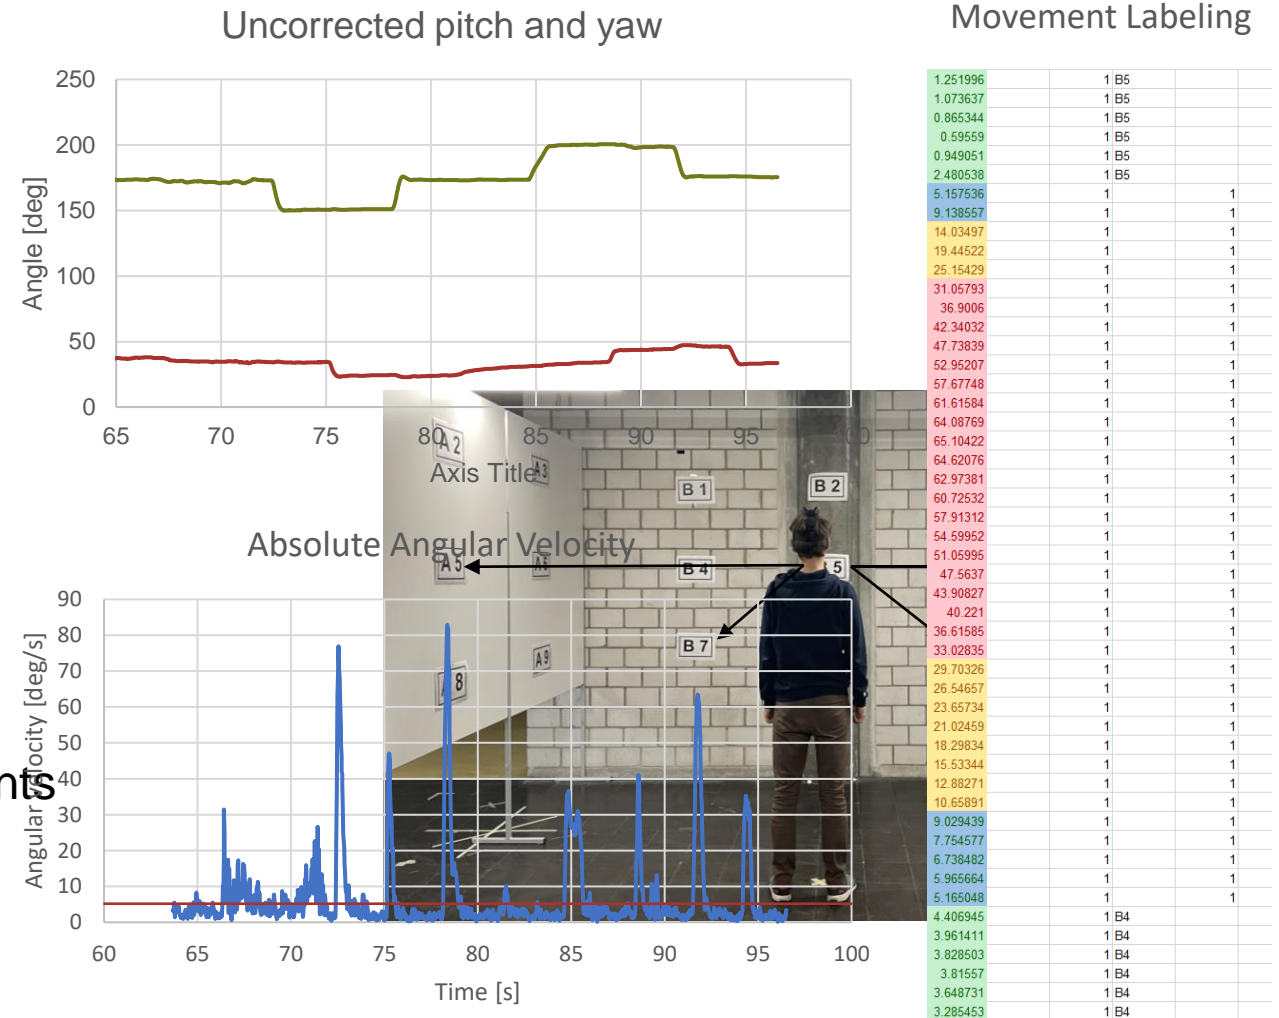 Uncorrected pitch and yaw
Angle [deg]
250
200
150
100
50
0
65 70 75 80 85 90 95 100
Axis Title
A 2
A 3
B 1
B 2
A 5
B 4
5
B 7
A 9
8
Absolute Angular Velocity
Angular velocity [deg/s]
90
80
70
60
50
40
30
20
10
0
60 65 70 75 80 85 90 95 100
Time [s]
nts
Movement Labeling
1.251996 1 B5
1.073637 1 B5
0.865344 1 B5
0.59559 1 B5
0.949051 1 B5
2.480538 1 B5
5.157536 1 1
9.138557 1 1
14.03497 1 1
19.44522 1 1
25.15429 1 1
31.05793 1 1
36.9006 1 1
42.34032 1 1
47.73839 1 1
52.95207 1 1
57.67748 1 1
61.61584 1 1
64.08769 1 1
65.10422 1 1
64.62076 1 1
62.97381 1 1
60.72532 1 1
57.91312 1 1
54.59952 1 1
51.05995 1 1
47.5637 1 1
43.90827 1 1
40.221 1 1
36.61585 1 1
33.02835 1 1
29.70326 1 1
26.54657 1 1
23.65734 1 1
21.02459 1 1
18.29834 1 1
15.53344 1 1
12.88271 1 1
10.65891 1 1
9.029439 1 1
7.754577 1 1
6.738482 1 1
5.965664 1 1
5.165048 1 1
4.406945 1 B4
3.961411 1 B4
3.828503 1 B4
3.81557 1 B4
3.648731 1 B4
3.285453 1 B4